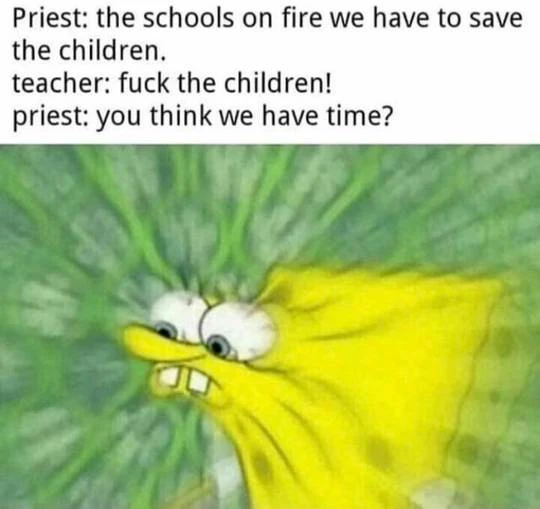 Priest: the schools on fire we have to save
the children.
teacher: fuck the children!
priest: you think we have time?